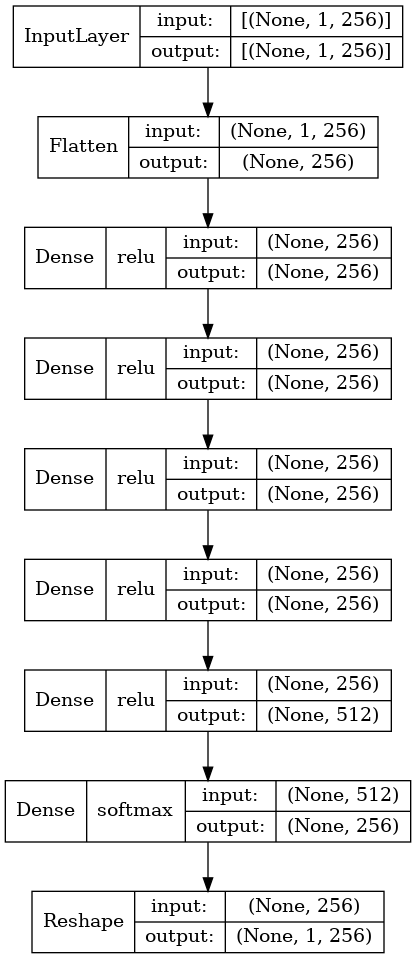 InputLayer input: [(None, 1, 256)]
output: [(None, 1, 256)]
Flatten input: (None, 1, 256)
output: (None, 256)
Dense relu input: (None, 256)
output: (None, 256)
Dense relu input: (None, 256)
output: (None, 256)
Dense relu input: (None, 256)
output: (None, 256)
Dense relu input: (None, 256)
output: (None, 256)
Dense relu input: (None, 256)
output: (None, 512)
Dense softmax input: (None, 512)
output: (None, 256)
Reshape input: (None, 256)
output: (None, 1, 256)